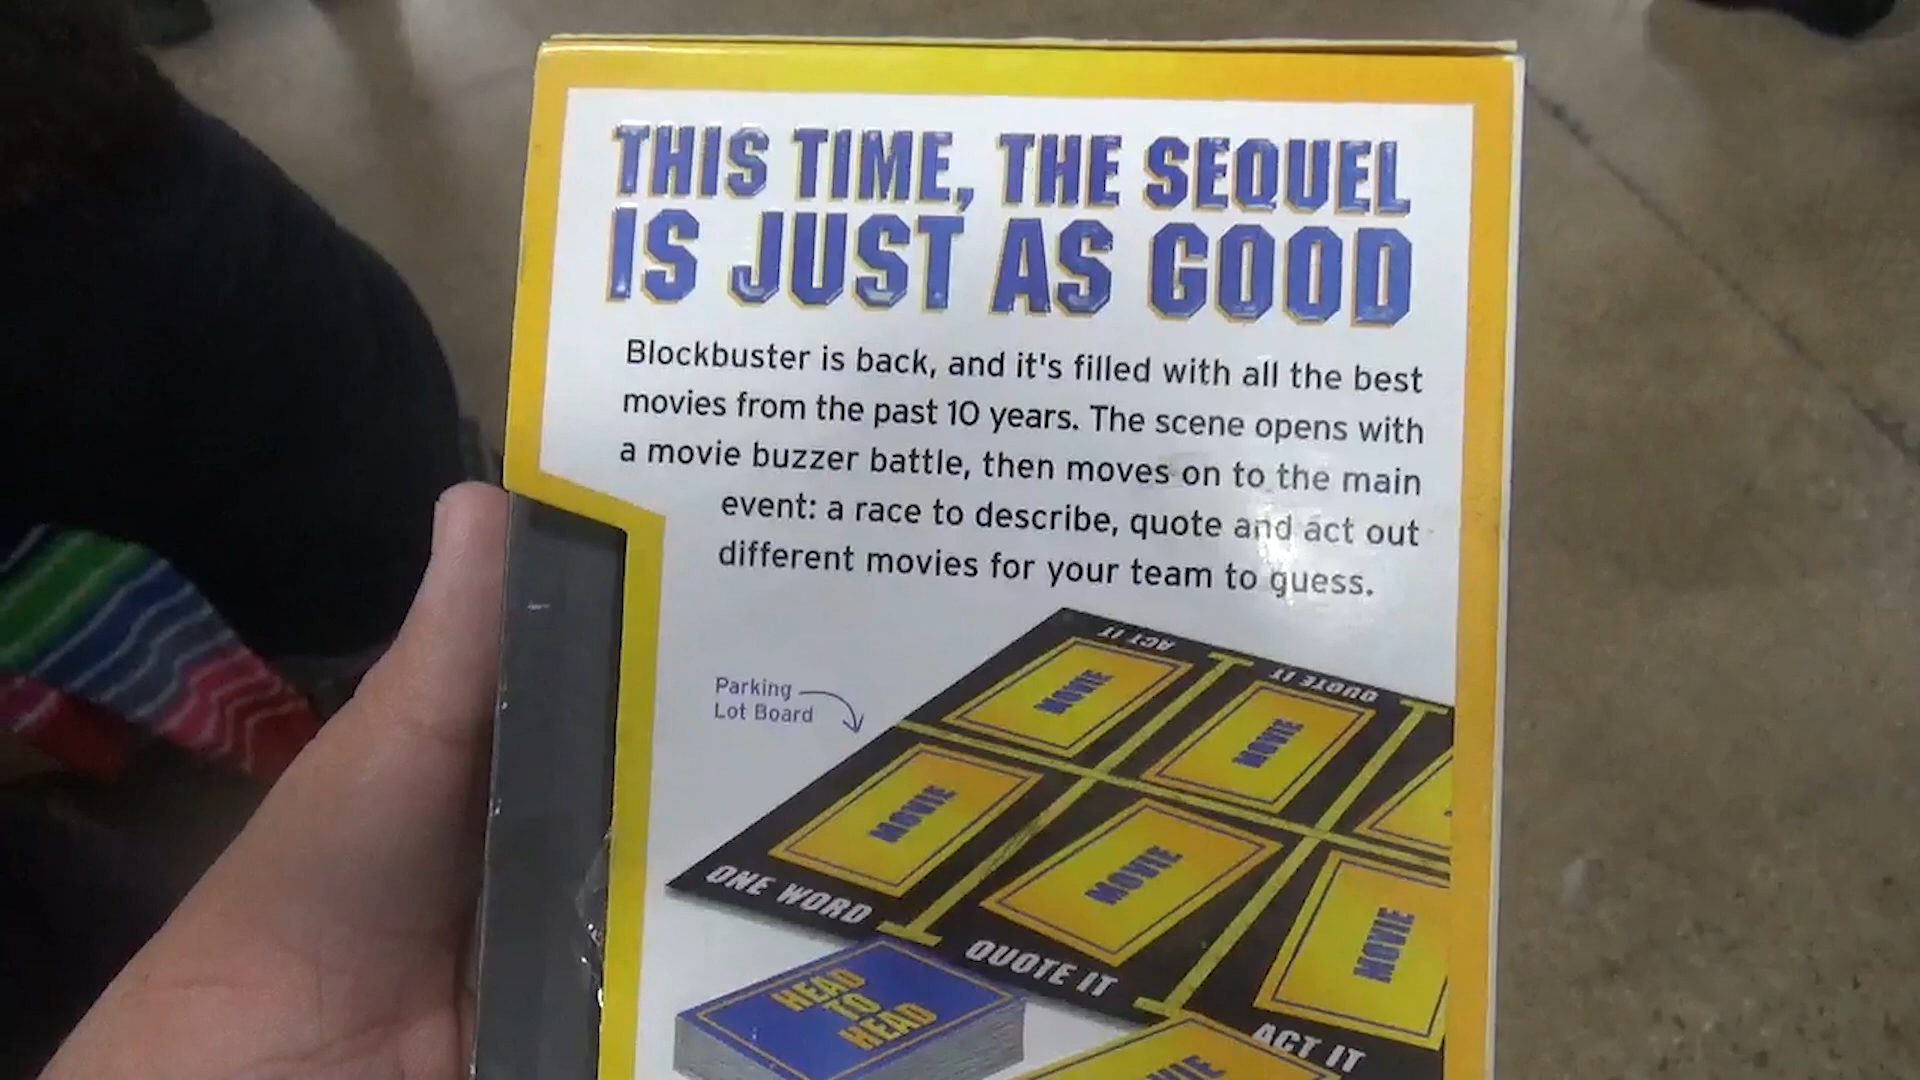 THIS TIME, THE SEQUEL
IS JUST AS GOOD
Blockbuster is back, and it's filled with all the best
movies from the past 10 years. The scene opens with
a movie buzzer battle, then moves on to the main
event: a race to describe, quote and act out
different movies for your team to guess.
Parking
Lot Board
ACT IT
QUOTE IT
MOVIE
MOVIE
MOVIE
MOVIE
MOVIE
ONE WORD
QUOTE IT
ACT IT
HEAD
TO
HEAD